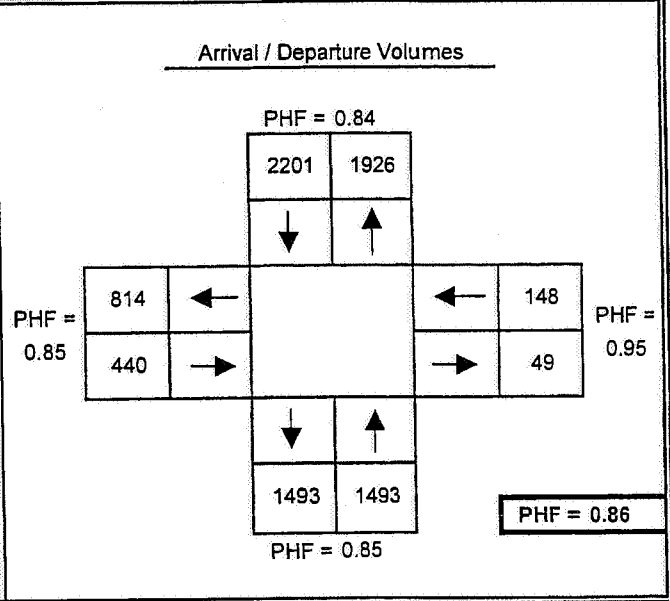 Arrival / Departure Volumes
PHF = 0.84
2201 1926
814
148
PHF =
0.85
PHF =
0.95
440
49
1493 1493
PHF = 0.86
PHF = 0.85